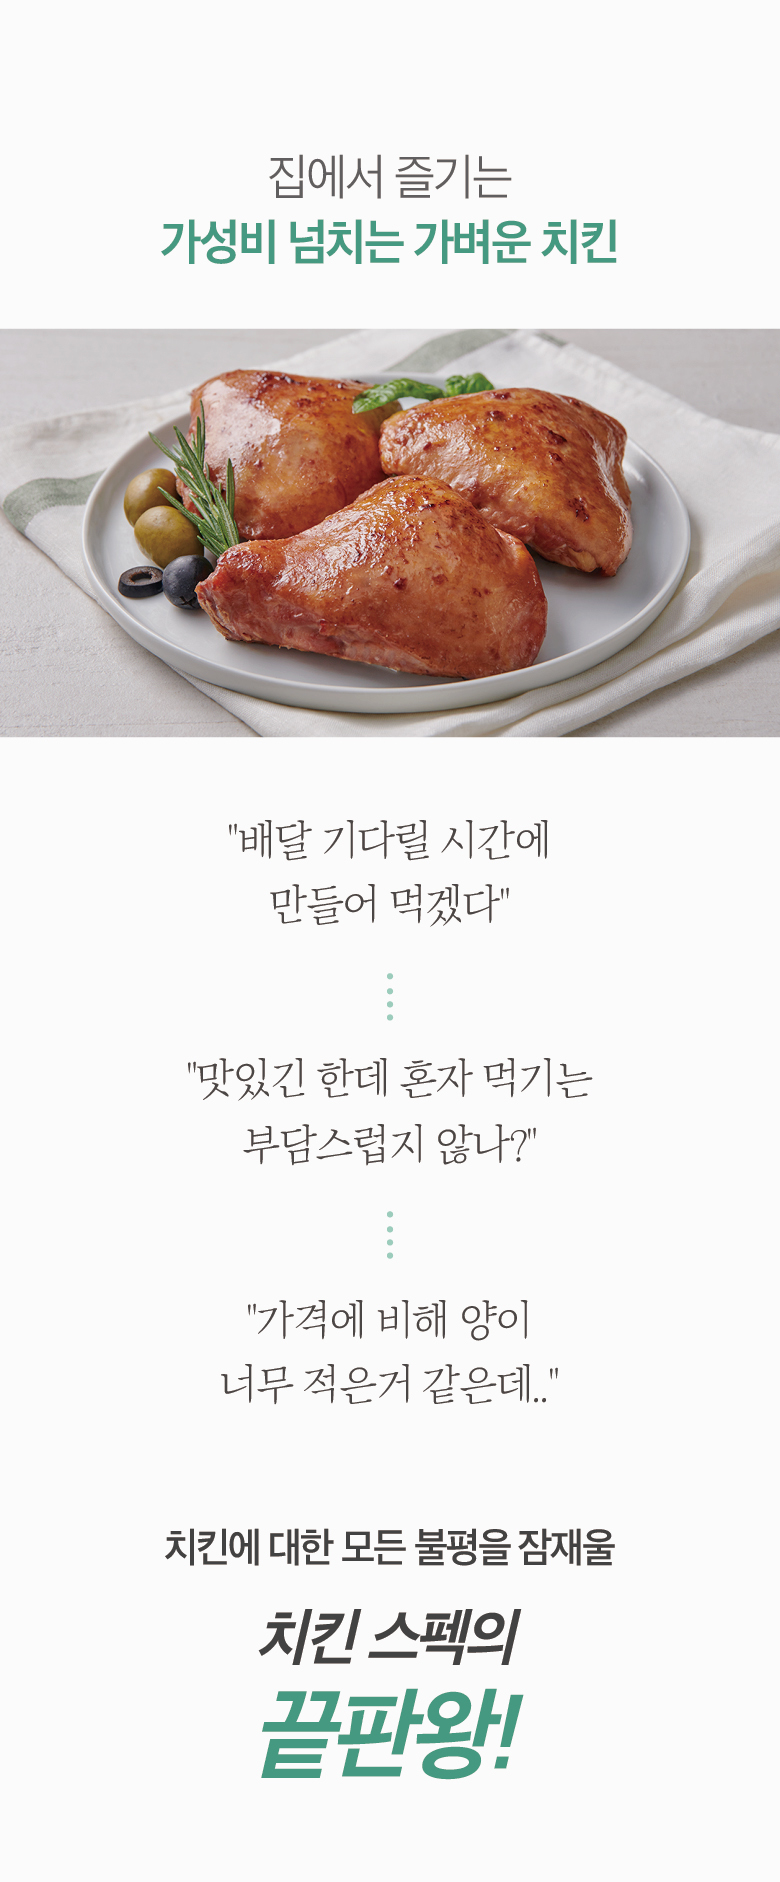 집에서 즐기는
가성비 넘치는 가벼운 치킨
"배달 기다릴 시간에
만들어 먹겠다"
"맛있긴 한데 혼자 먹기는
부담스럽지 않나?"
"가격에 비해 양이
너무 적은거 같은데.."
치킨에 대한 모든 불평을 잠재울
치킨 스펙의
끝판왕!